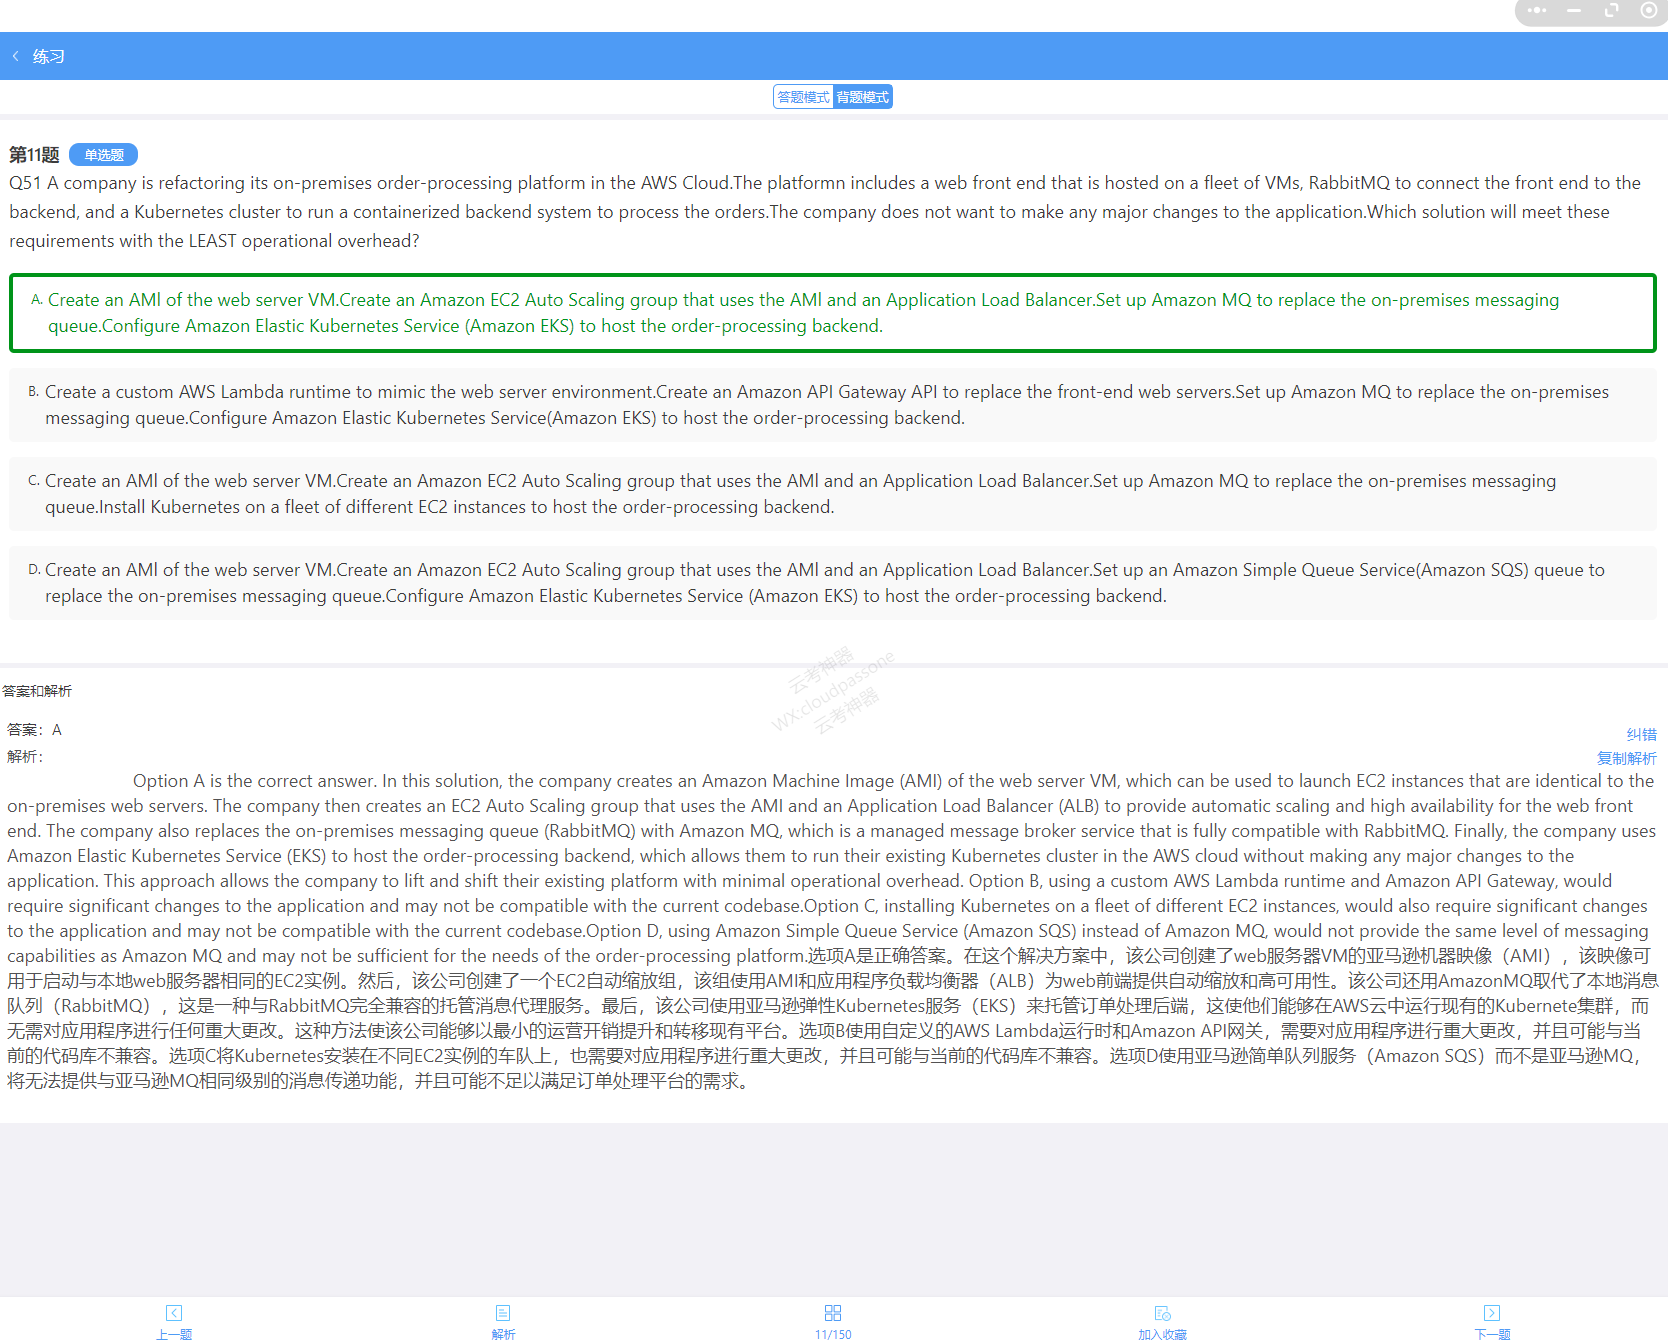 练习
答题模式 背题模式
第11题 单选题
Q51 A company is refactoring its on-premises order-processing platform in the AWS Cloud.The platformn includes a web front end that is hosted on a fleet of VMs, RabbitMQ to connect the front end to the
backend, and a Kubernetes cluster to run a containerized backend system to process the orders.The company does not want to make any major changes to the application.Which solution will meet these
requirements with the LEAST operational overhead?
A. Create an AMl of the web server VM.Create an Amazon EC2 Auto Scaling group that uses the AMl and an Application Load Balancer.Set up Amazon MQ to replace the on-premises messaging
queue.Configure Amazon Elastic Kubernetes Service (Amazon EKS) to host the order-processing backend.
B. Create a custom AWS Lambda runtime to mimic the web server environment.Create an Amazon API Gateway API to replace the front-end web servers.Set up Amazon MQ to replace the on-premises
messaging queue.Configure Amazon Elastic Kubernetes Service(Amazon EKS) to host the order-processing backend.
C. Create an AMl of the web server VM.Create an Amazon EC2 Auto Scaling group that uses the AMl and an Application Load Balancer.Set up Amazon MQ to replace the on-premises messaging
queue.Install Kubernetes on a fleet of different EC2 instances to host the order-processing backend.
D. Create an AMl of the web server VM.Create an Amazon EC2 Auto Scaling group that uses the AMl and an Application Load Balancer.Set up an Amazon Simple Queue Service(Amazon SQS) queue to
replace the on-premises messaging queue.Configure Amazon Elastic Kubernetes Service (Amazon EKS) to host the order-processing backend.
云考神器
WX:cloudpassone
云考神器
答案和解析
答案：A
纠错
解析：
复制解析
Option A is the correct answer. In this solution, the company creates an Amazon Machine Image (AMI) of the web server VM, which can be used to launch EC2 instances that are identical to the
on-premises web servers. The company then creates an EC2 Auto Scaling group that uses the AMI and an Application Load Balancer (ALB) to provide automatic scaling and high availability for the web front
end. The company also replaces the on-premises messaging queue (RabbitMQ) with Amazon MQ, which is a managed message broker service that is fully compatible with RabbitMQ. Finally, the company uses
Amazon Elastic Kubernetes Service (EKS) to host the order-processing backend, which allows them to run their existing Kubernetes cluster in the AWS cloud without making any major changes to the
application. This approach allows the company to lift and shift their existing platform with minimal operational overhead. Option B, using a custom AWS Lambda runtime and Amazon API Gateway, would
require significant changes to the application and may not be compatible with the current codebase.Option C, installing Kubernetes on a fleet of different EC2 instances, would also require significant changes
to the application and may not be compatible with the current codebase.Option D, using Amazon Simple Queue Service (Amazon SQS) instead of Amazon MQ, would not provide the same level of messaging
capabilities as Amazon MQ and may not be sufficient for the needs of the order-processing platform.选项A是正确答案。在这个解决方案中，该公司创建了web服务器VM的亚马逊机器映像（AMI），该映像可
用于启动与本地web服务器相同的EC2实例。然后，该公司创建了一个EC2自动缩放组，该组使用AMI和应用程序负载均衡器（ALB）为web前端提供自动缩放和高可用性。该公司还用AmazonMQ取代了本地消息
队列（RabbitMQ），这是一种与RabbitMQ完全兼容的托管消息代理服务。最后，该公司使用亚马逊弹性Kubernetes服务（EKS）来托管订单处理后端，这使他们能够在AWS云中运行现有的Kubernete集群，而
无需对应用程序进行任何重大更改。这种方法使该公司能够以最小的运营开销提升和转移现有平台。选项B使用自定义的AWS Lambda运行时和Amazon API网关，需要对应用程序进行重大更改，并且可能与当
前的代码库不兼容。选项C将Kubernetes安装在不同EC2实例的车队上，也需要对应用程序进行重大更改，并且可能与当前的代码库不兼容。选项D使用亚马逊简单队列服务（Amazon SQS）而不是亚马逊MQ，
将无法提供与亚马逊MQ相同级别的消息传递功能，并且可能不足以满足订单处理平台的需求。
上一题 解析 11/150 加入收藏 下一题